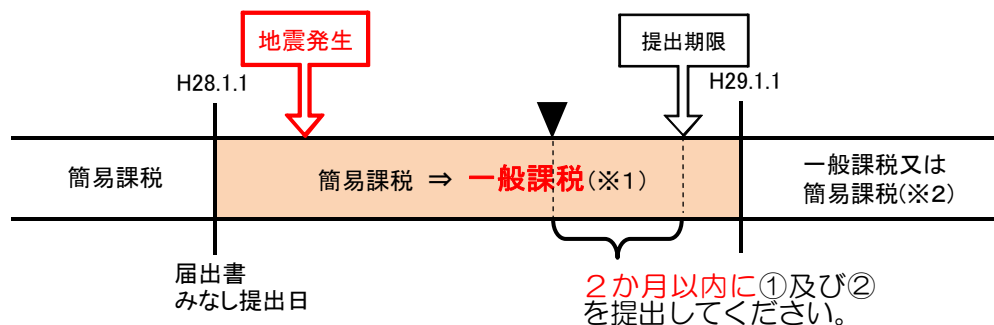 地震発生
提出期限
H28.1.1
H29.1.1
簡易課税
簡易課税 ⇒ 一般課税(※1)
一般課税又は
簡易課税(※2)
届出書
みなし提出日
２か月以内に①及び②
を提出してください。